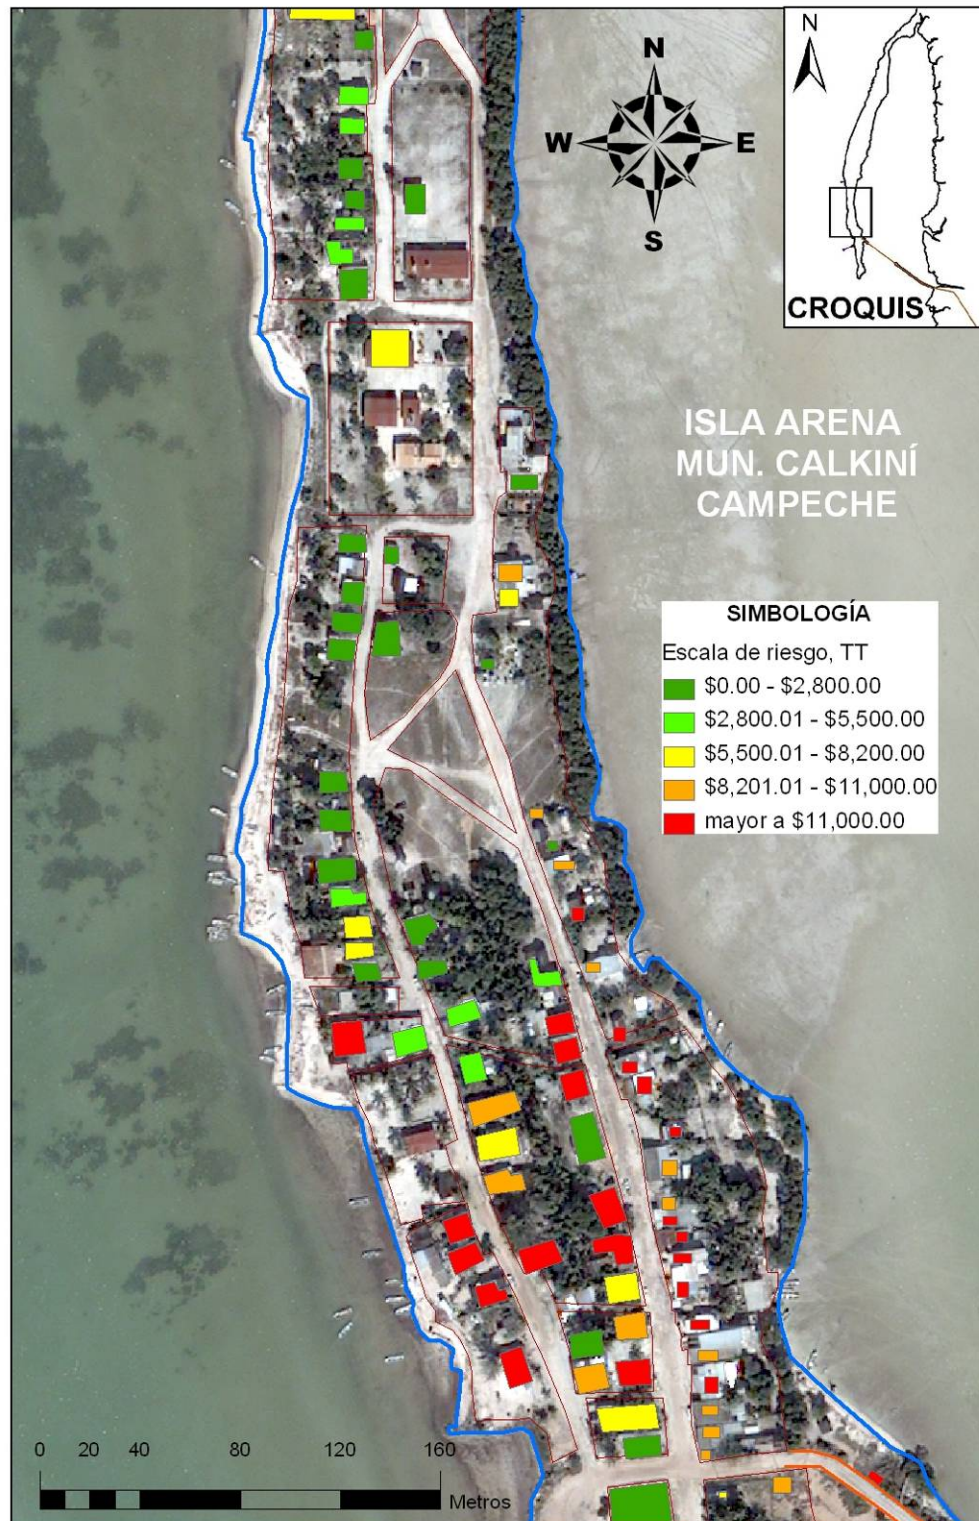 N
W
E
S
N
CROQUIS
ISLA ARENA
MUN. CALKINÍ
CAMPECHE
SIMBOLOGÍA
Escala de riesgo, TT
$0.00 - $2,800.00
$2,800.01 - $5,500.00
$5,500.01 - $8,200.00
$8,201.01 - $11,000.00
mayor a $11,000.00
0 20 40 80 120 160
Metros